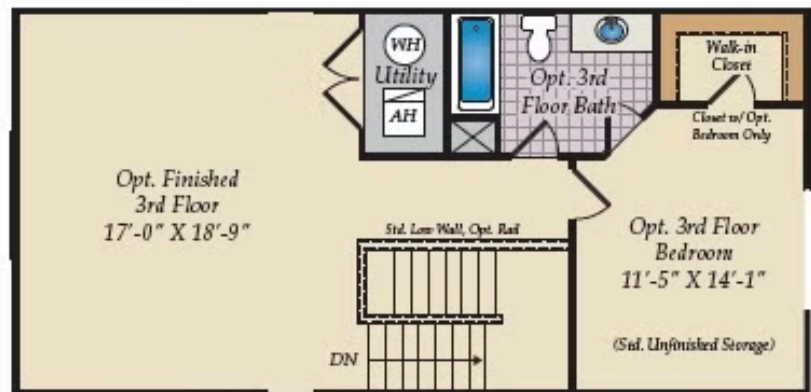 WH
Utility
AH
Opt. 3rd
Floor Bath
Walk-in
Closet
Closet w/ Opt.
Bedroom Only
Opt. Finished
3rd Floor
17'-0" X 18'-9"
Std. Low Wall, Opt. Rail
Opt. 3rd Floor
Bedroom
11'-5" X 14'-1"
(Std. Unfinished Storage)
DN